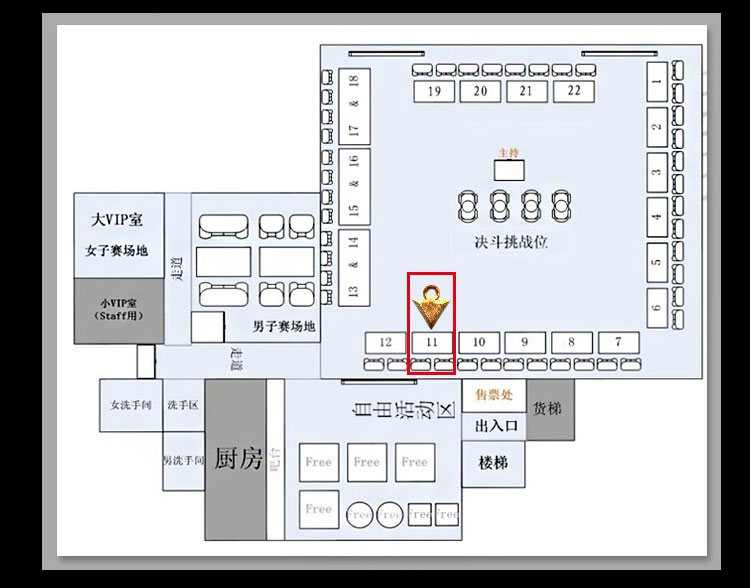 19
20
21
22
18
&
17
16
&
15
14
&
13
1
2
3
4
5
6
主持
决斗挑战位
大VIP室
女子赛场地
小VIP室
(Staff用)
走道
男子赛场地
走道
12
11
10
9
8
7
女洗手间
洗手区
男洗手间
厨房
吧台
自由活动区
Free
Free
Free
Free
Free
Free
Free
Free
售票处
出入口
货梯
楼梯